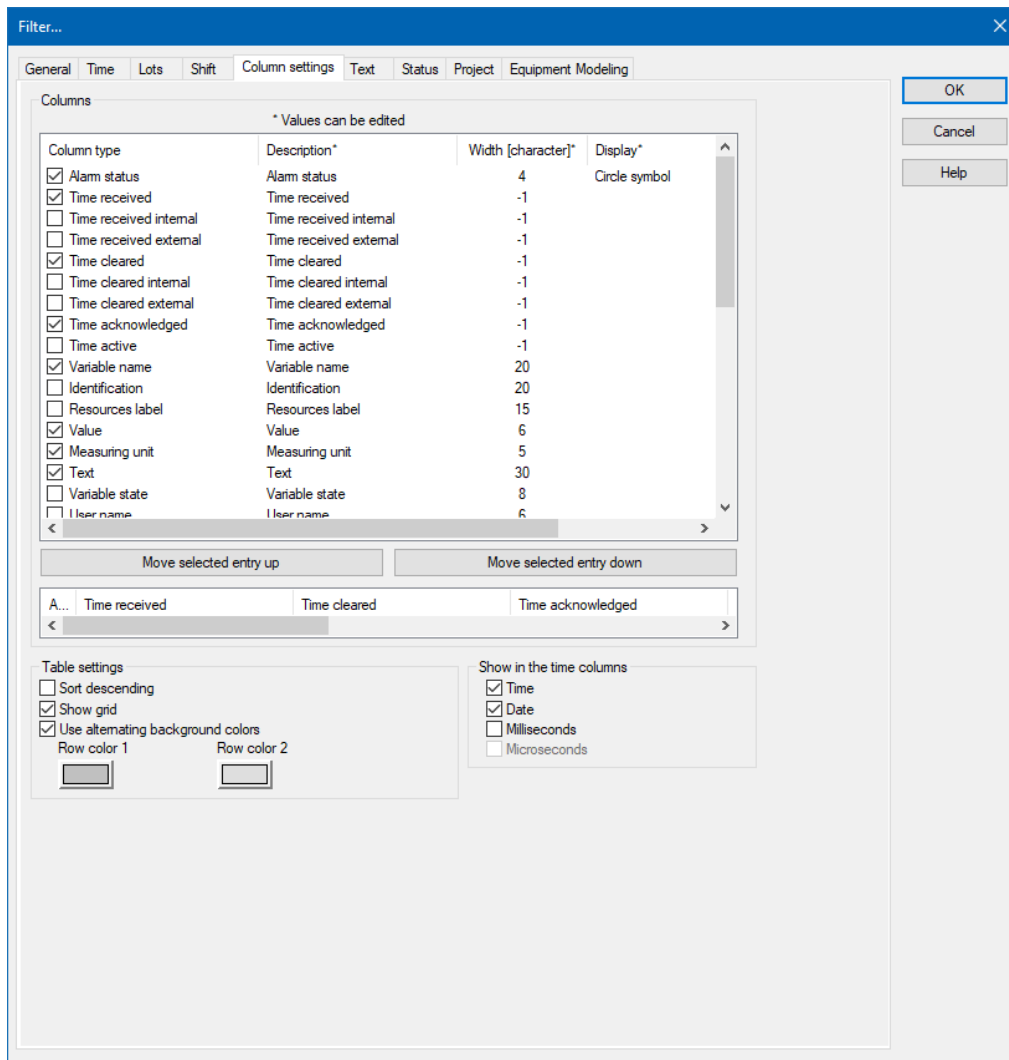 Filter...
General Time Lots Shift Column settings Text Status Project Equipment Modeling
OK
Cancel
Help
Columns
* Values can be edited
Column type Description* Width [character]* Display*
Alarm status Alarm status 4 Circle symbol
Time received Time received -1
Time received internal Time received internal -1
Time received external Time received external -1
Time cleared Time cleared -1
Time cleared internal Time cleared internal -1
Time cleared external Time cleared external -1
Time acknowledged Time acknowledged -1
Time active Time active -1
Variable name Variable name 20
Identification Identification 20
Resources label Resources label 15
Value Value 6
Measuring unit Measuring unit 5
Text Text 30
Variable state Variable state 8
User name User name 6
Move selected entry up Move selected entry down
A... Time received Time cleared Time acknowledged
Table settings
Sort descending
Show grid
Use alternating background colors
Row color 1 Row color 2
Show in the time columns
Time
Date
Milliseconds
Microseconds